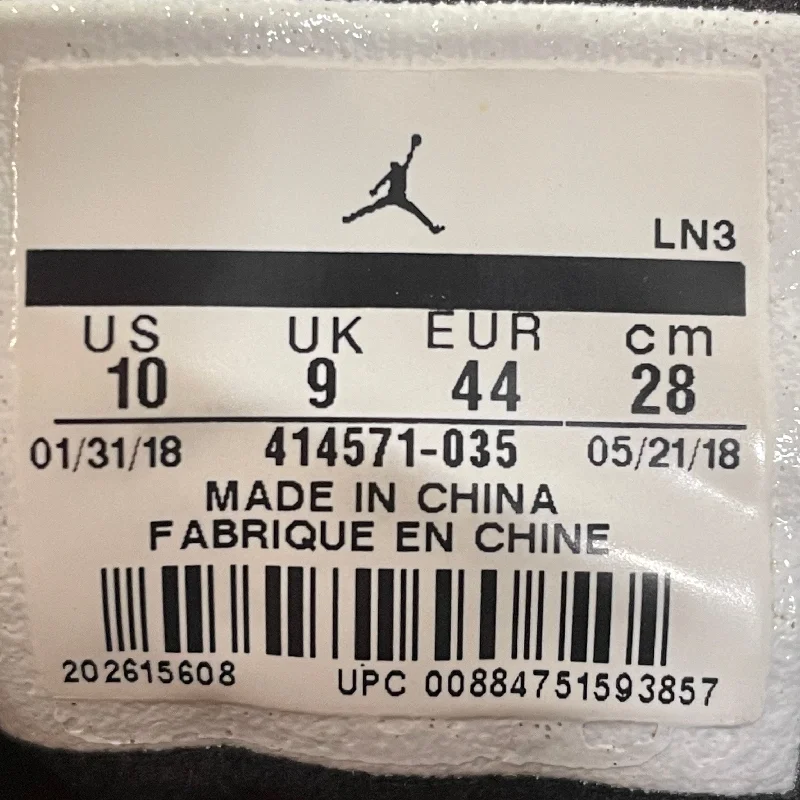 LN3
US UK EUR cm
10 9 44 28
01/31/18 414571-035 05/21/18
MADE IN CHINA
FABRIQUE EN CHINE
202615608 UPC 00884751593857